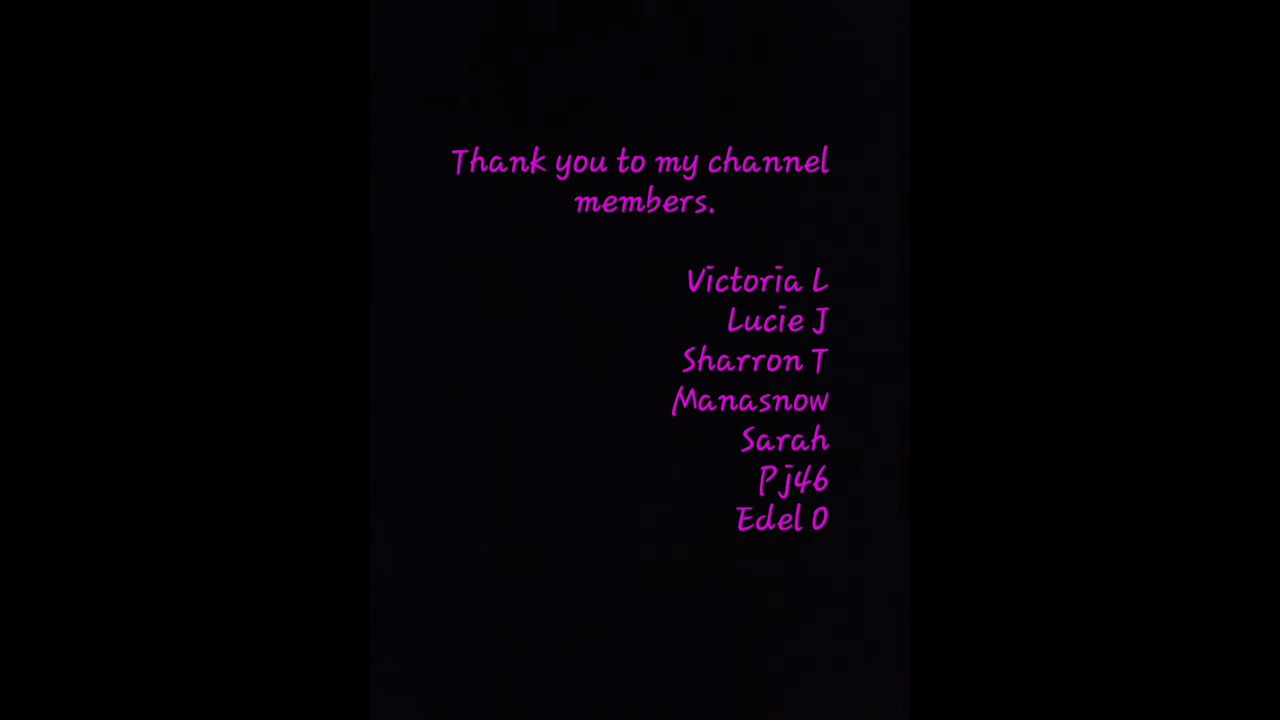 Thank you to my channel
members.
Victoria L
Lucie J
Sharron T
Manasnow
Sarah
Pj46
Edel O